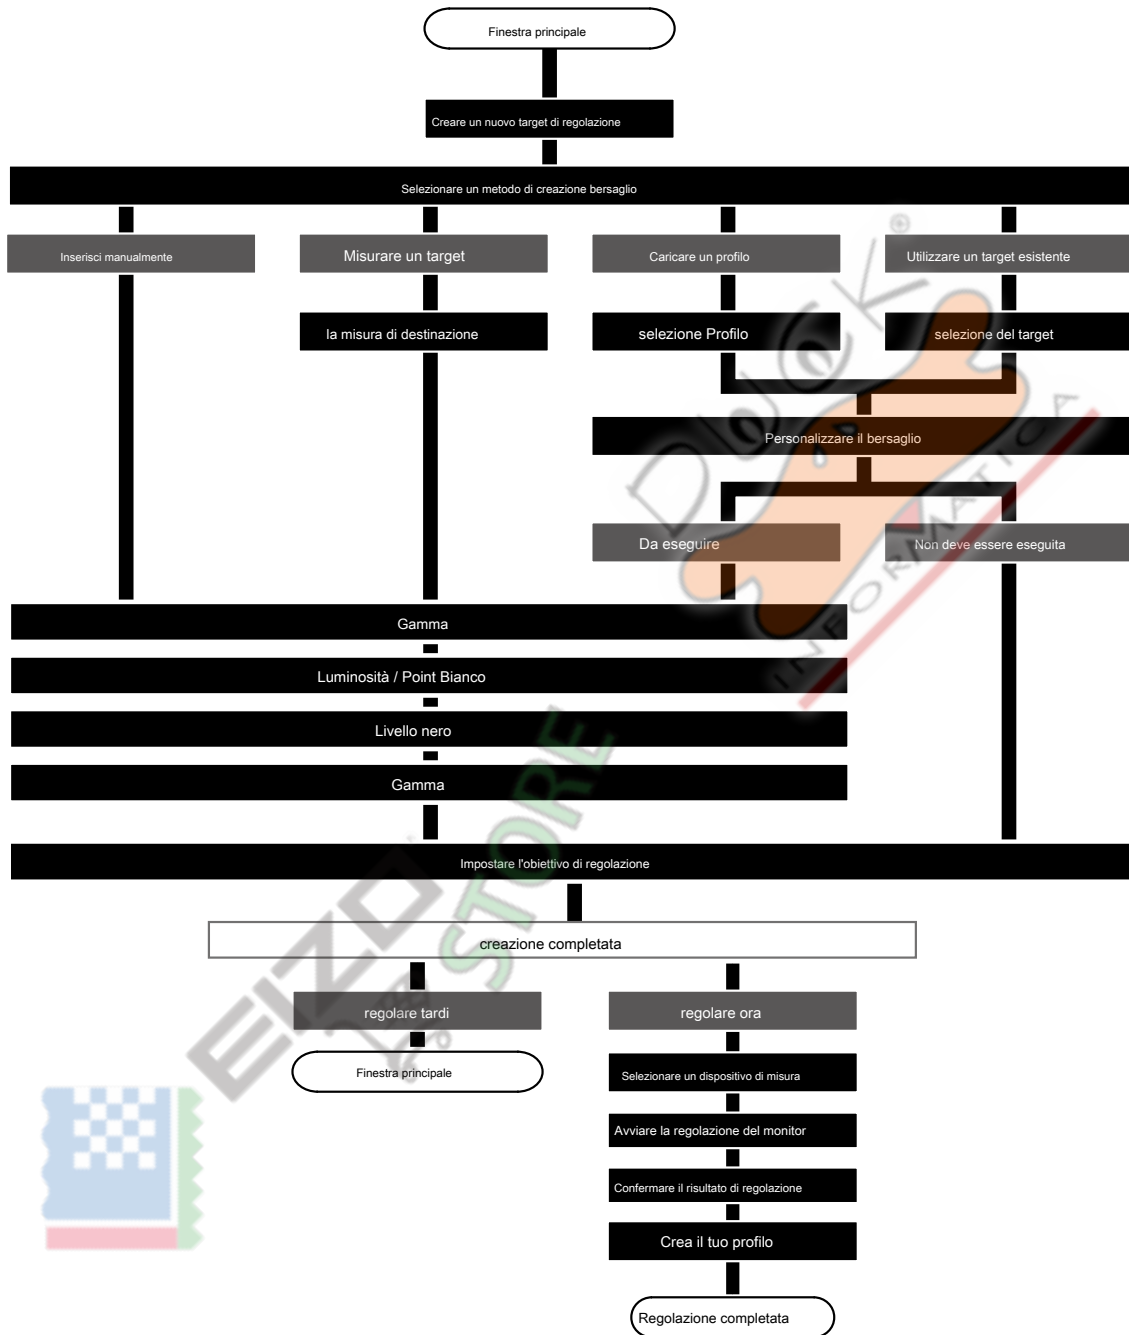 Finestra principale
Creare un nuovo target di regolazione
Selezionare un metodo di creazione bersaglio
Inserisci manualmente
Misurare un target
Caricare un profilo
Utilizzare un target esistente
la misura di destinazione
selezione Profilo
selezione del target
Personalizzare il bersaglio
Da eseguire
Non deve essere eseguita
Gamma
Luminosità / Point Bianco
Livello nero
Gamma
Impostare l'obiettivo di regolazione
creazione completata
regolare tardi
regolare ora
Finestra principale
Selezionare un dispositivo di misura
Avviare la regolazione del monitor
Confermare il risultato di regolazione
Crea il tuo profilo
Regolazione completata
DUCK®
INFORMATICA
EIZO
STORE